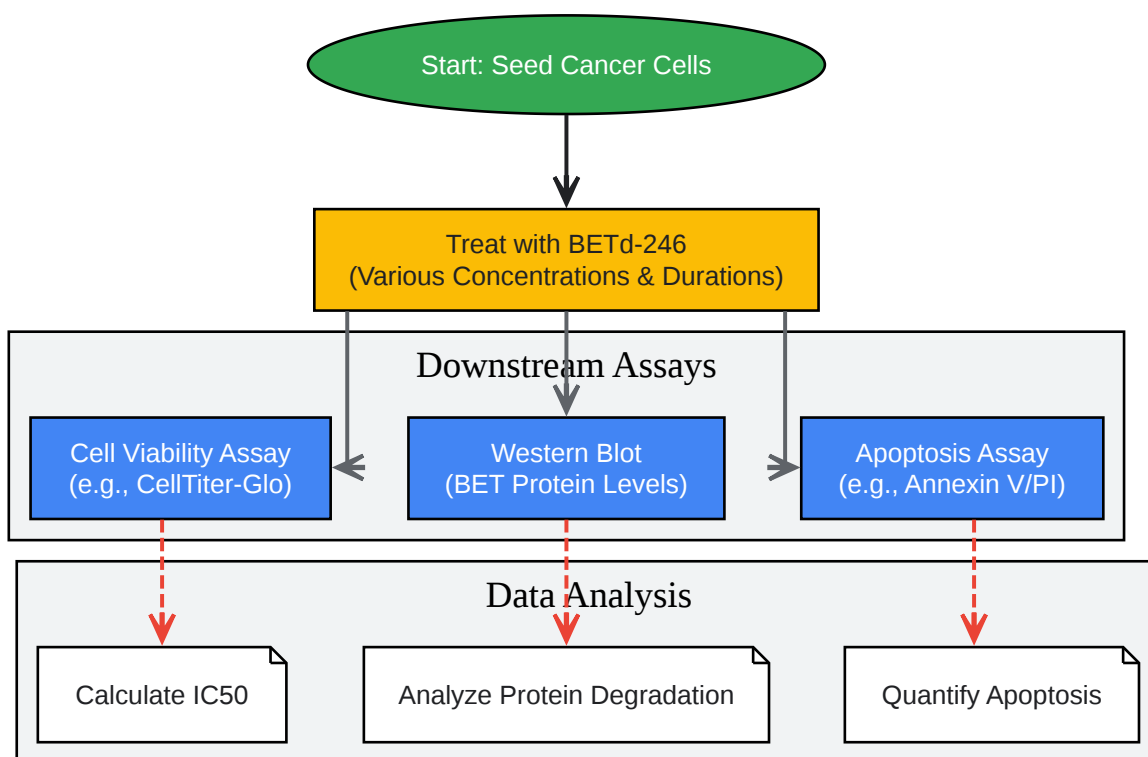 Start: Seed Cancer Cells
Treat with BETd-246
(Various Concentrations & Durations)
Downstream Assays
Cell Viability Assay
(e.g., CellTiter-Glo)
Western Blot
(BET Protein Levels)
Apoptosis Assay
(e.g., Annexin V/PI)
Data Analysis
Calculate IC50
Analyze Protein Degradation
Quantify Apoptosis